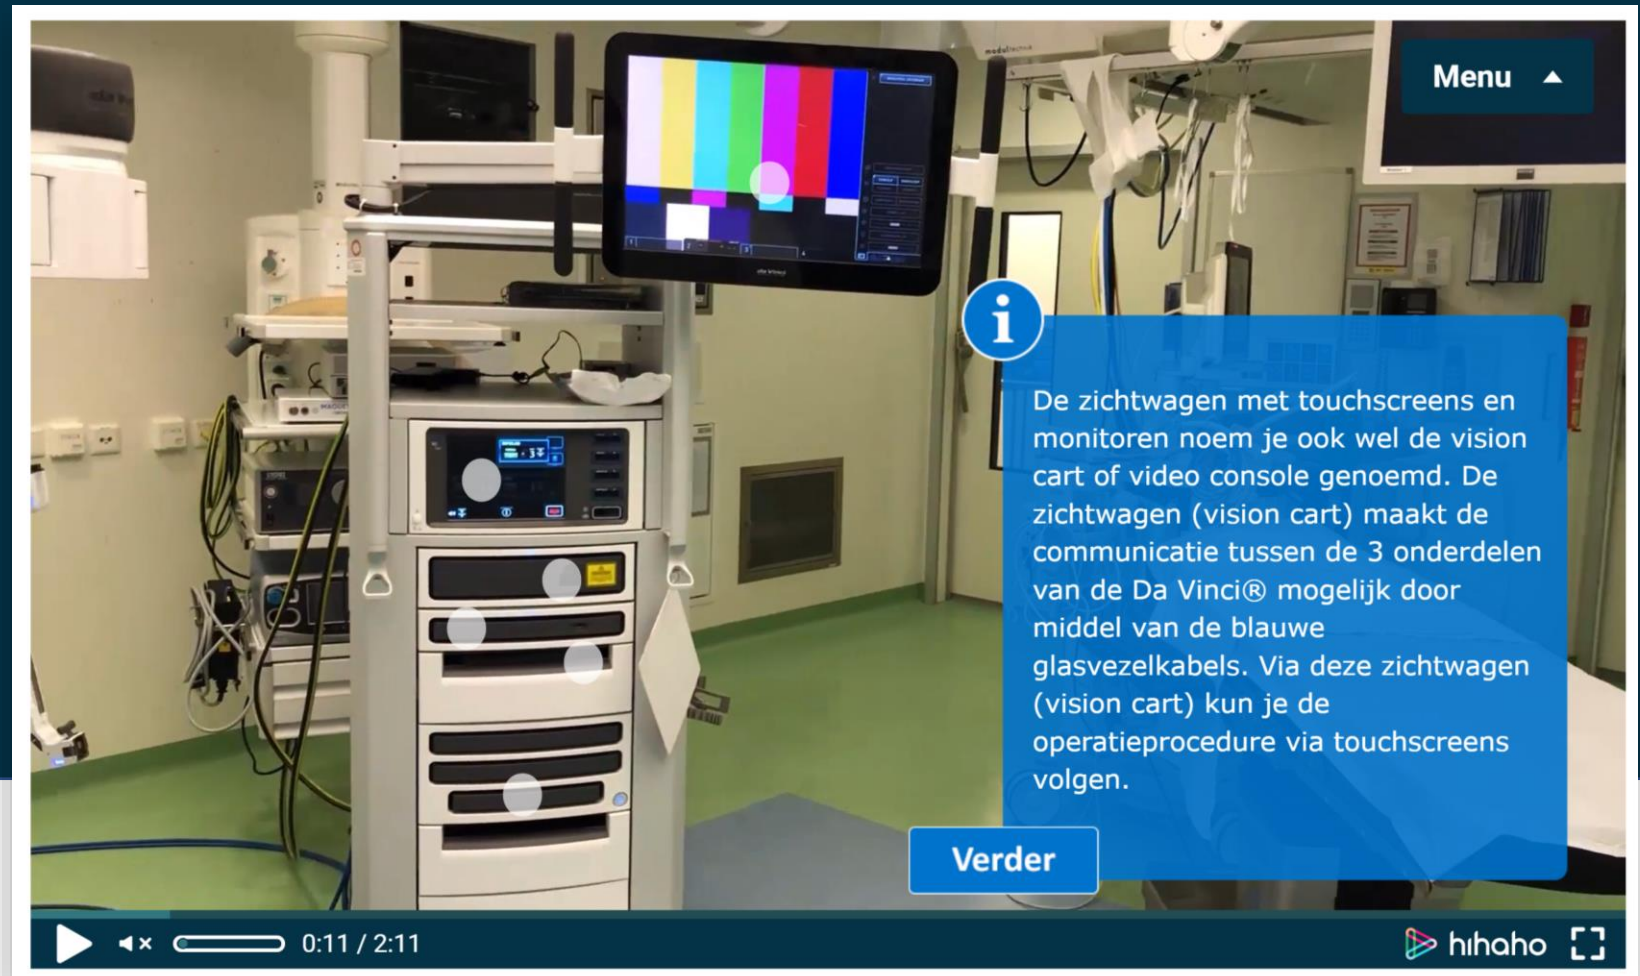 Menu
De zichtwagen met touchscreens en
monitoren noem je ook wel de vision
cart of video console genoemd. De
zichtwagen (vision cart) maakt de
communicatie tussen de 3 onderdelen
van de Da Vinci® mogelijk door
middel van de blauwe
glasvezelkabels. Via deze zichtwagen
(vision cart) kun je de
operatieprocedure via touchscreens
volgen.
Verder
0:11 / 2:11
hihaho